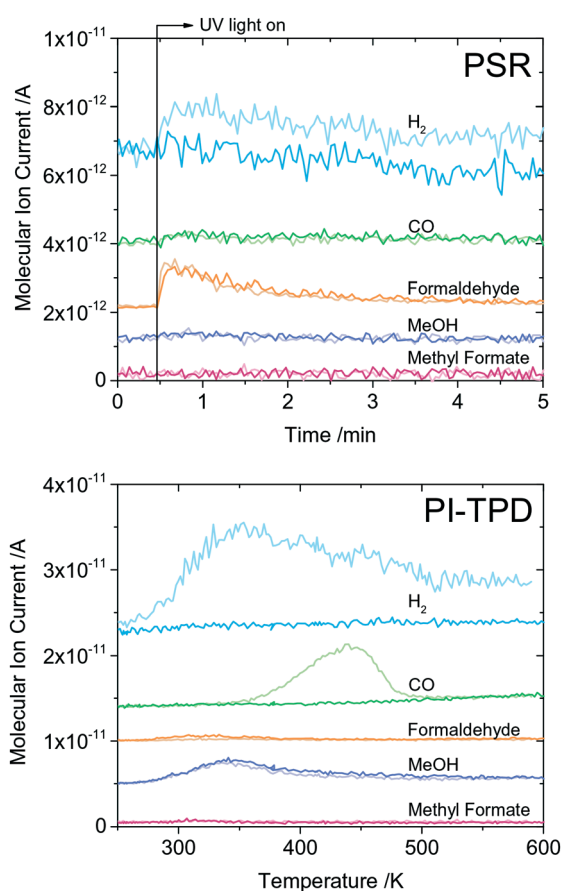 UV light on
PSR
1x10-11
8x10-12
6x10-12
4x10-12
2x10-12
0
Molecular Ion Current /A
H2
CO
Formaldehyde
MeOH
Methyl Formate
0 1 2 3 4 5
Time /min
PI-TPD
4x10-11
3x10-11
2x10-11
1x10-11
0
Molecular Ion Current /A
H2
CO
Formaldehyde
MeOH
Methyl Formate
300 400 500 600
Temperature /K